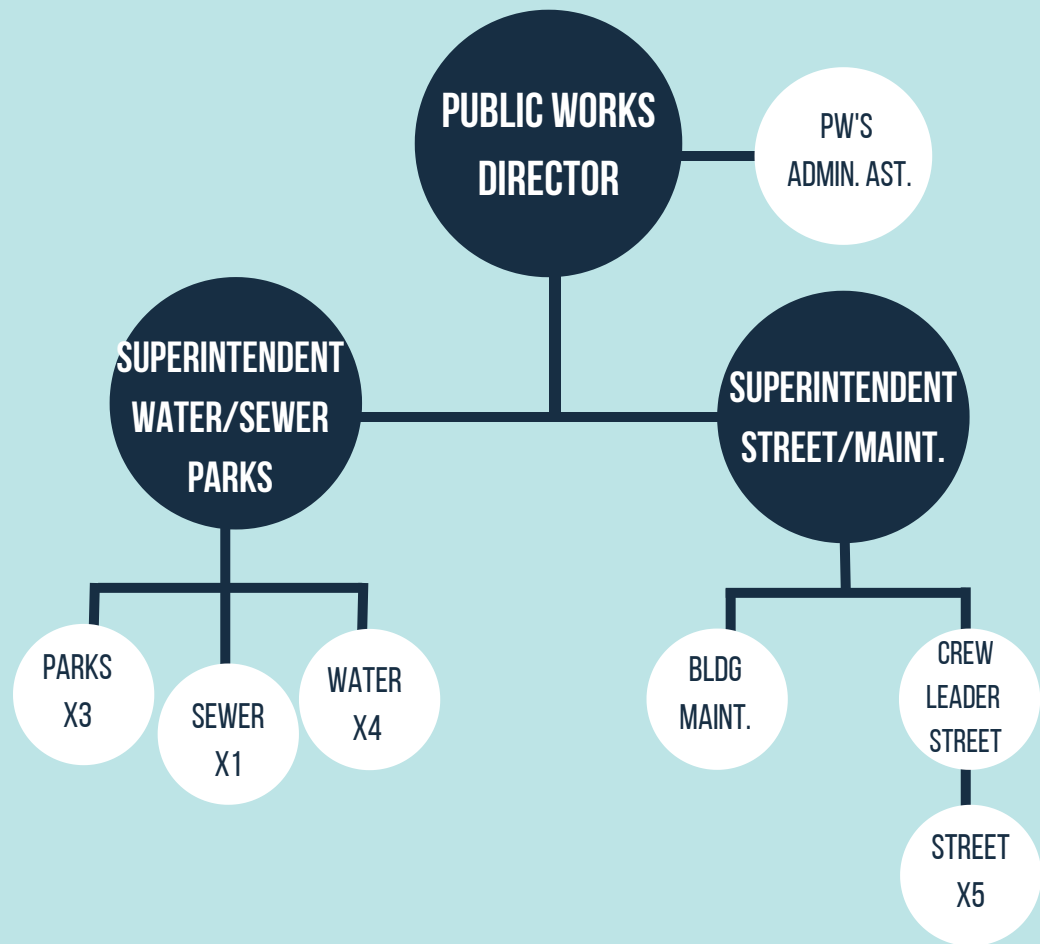 PUBLIC WORKS
DIRECTOR
PW'S
ADMIN. AST.
SUPERINTENDENT
WATER/SEWER
PARKS
SUPERINTENDENT
STREET/MAINT.
PARKS
X3
SEWER
X1
WATER
X4
BLDG
MAINT.
CREW
LEADER
STREET
STREET
X5